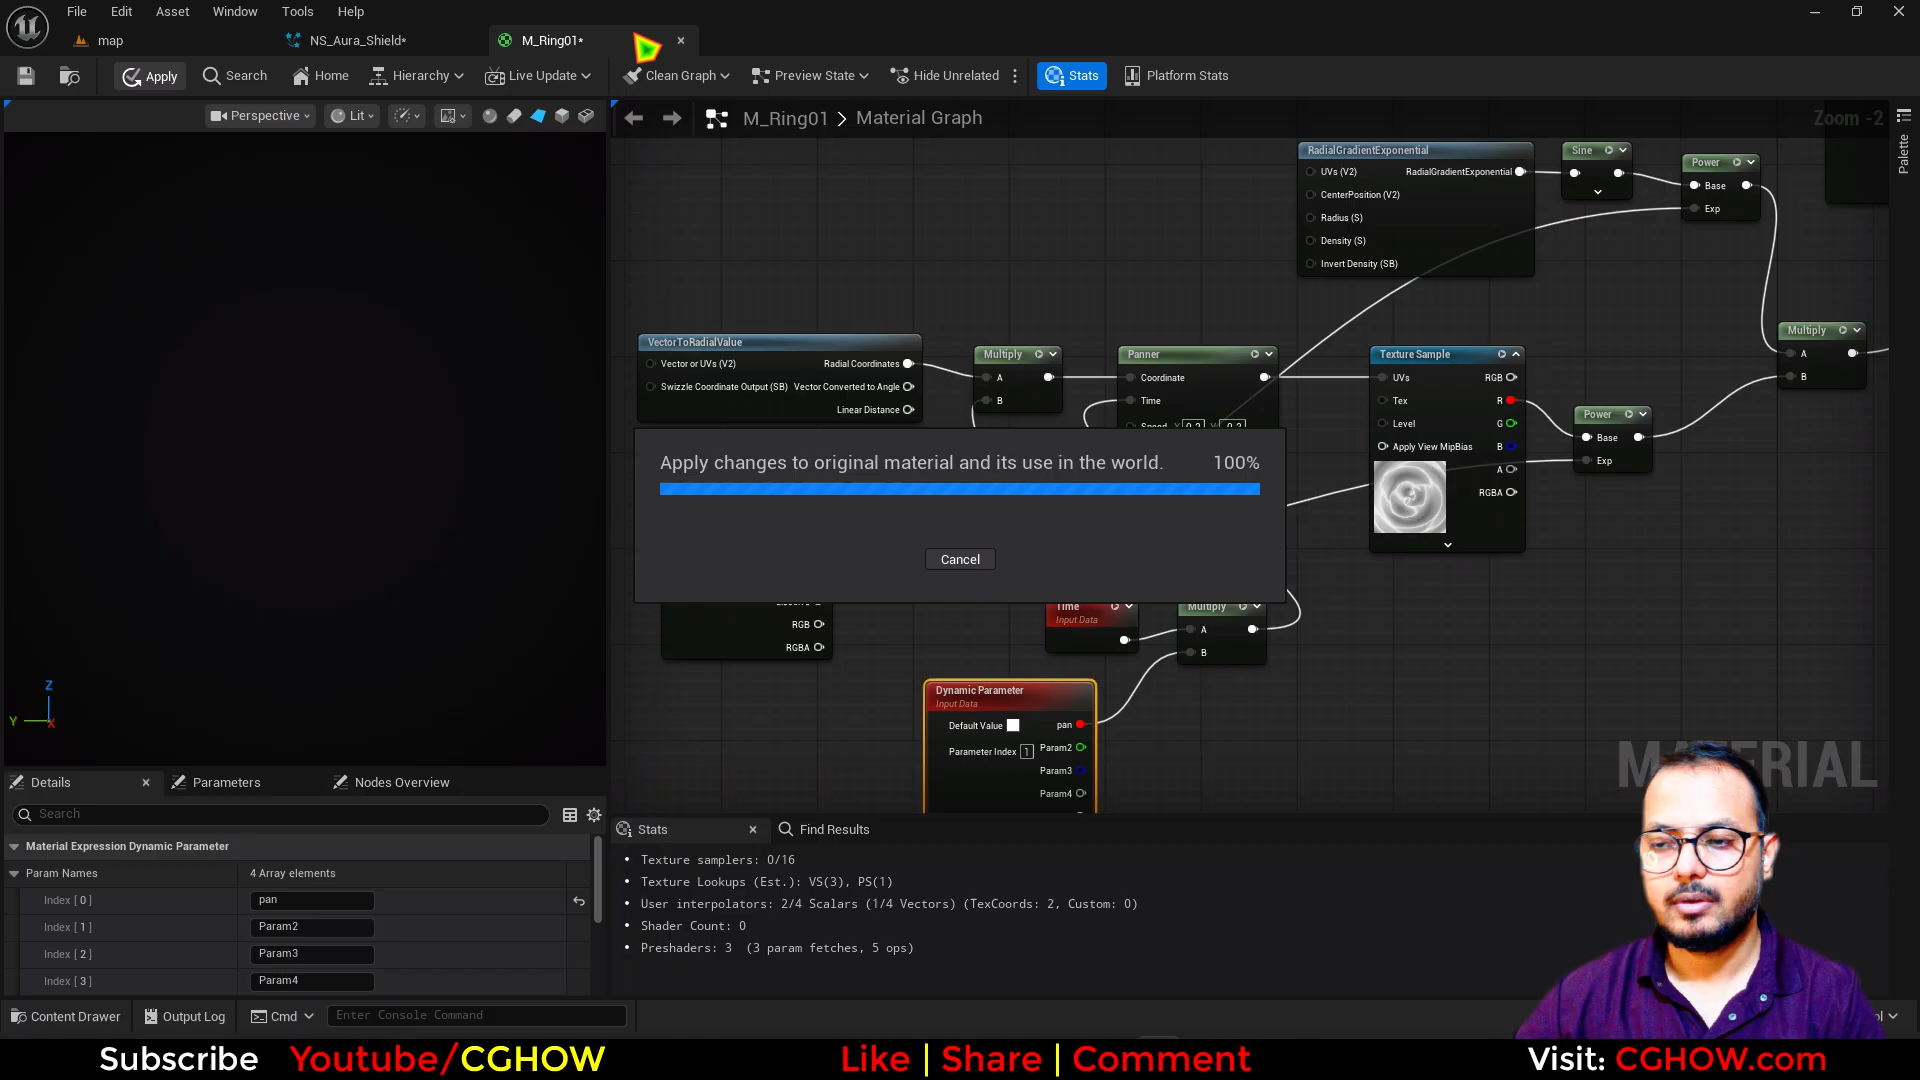 File Edit Asset Window Tools Help
map NS_Aura_Shield* M_Ring01*
Apply Search Home Hierarchy Live Update Clean Graph Preview State Hide Unrelated Stats Platform Stats
Perspective Lit
M_Ring01 > Material Graph
Zoom -2
Palette
RadialGradientExponential
UVs (V2) RadialGradientExponential
CenterPosition (V2)
Radius (S)
Density (S)
Invert Density (SB)
Sine
Power
Base
Exp
VectorToRadialValue
Vector or UVs (V2) Radial Coordinates
Swizzle Coordinate Output (SB) Vector Converted to Angle
Linear Distance
Multiply
A
B
Panner
Coordinate
Time
Texture Sample
UVs RGB
Tex R
Level G
Apply View MipBias B
A
RGBA
Power
Base
Exp
Multiply
A
B
Apply changes to original material and its use in the world. 100%
Cancel
RGB
RGBA
Time
Input Data
Multiply
A
B
Dynamic Parameter
Input Data
Default Value pan
Parameter Index 1 Param2
Param3
Param4
MATERIAL
Details Parameters Nodes Overview
Search
Material Expression Dynamic Parameter
Param Names 4 Array elements
Index [ 0 ] pan
Index [ 1 ] Param2
Index [ 2 ] Param3
Index [ 3 ] Param4
Stats Find Results
Texture samplers: 0/16
Texture Lookups (Est.): VS(3), PS(1)
User interpolators: 2/4 Scalars (1/4 Vectors) (TexCoords: 2, Custom: 0)
Shader Count: 0
Preshaders: 3 (3 param fetches, 5 ops)
Content Drawer Output Log Cmd Enter Console Command
Subscribe Youtube/CGHOW Like | Share | Comment Visit: CGHOW.com